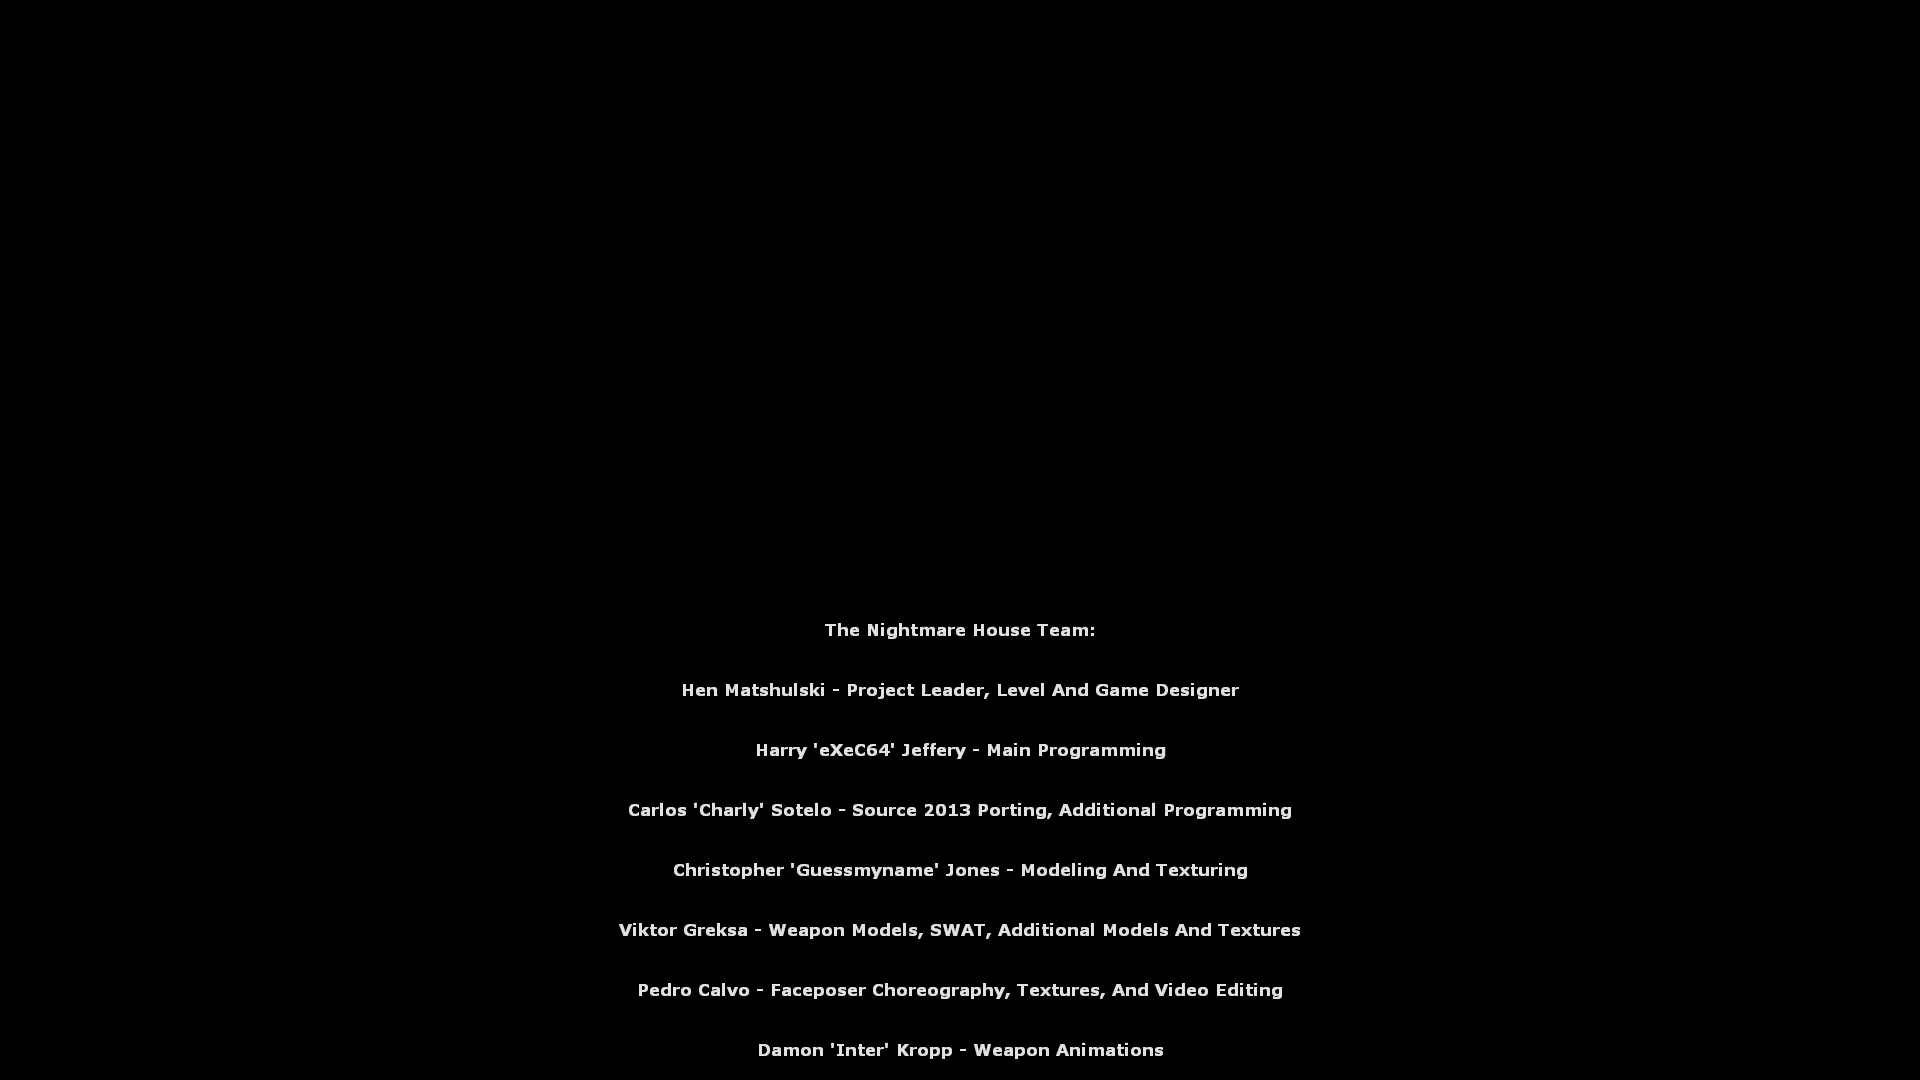 The Nightmare House Team:
Hen Matshulski - Project Leader, Level And Game Designer
Harry 'eXeC64' Jeffery - Main Programming
Carlos 'Charly' Sotelo - Source 2013 Porting, Additional Programming
Christopher 'Guessmyname' Jones - Modeling And Texturing
Viktor Greksa - Weapon Models, SWAT, Additional Models And Textures
Pedro Calvo - Faceposer Choreography, Textures, And Video Editing
Damon 'Inter' Kropp - Weapon Animations